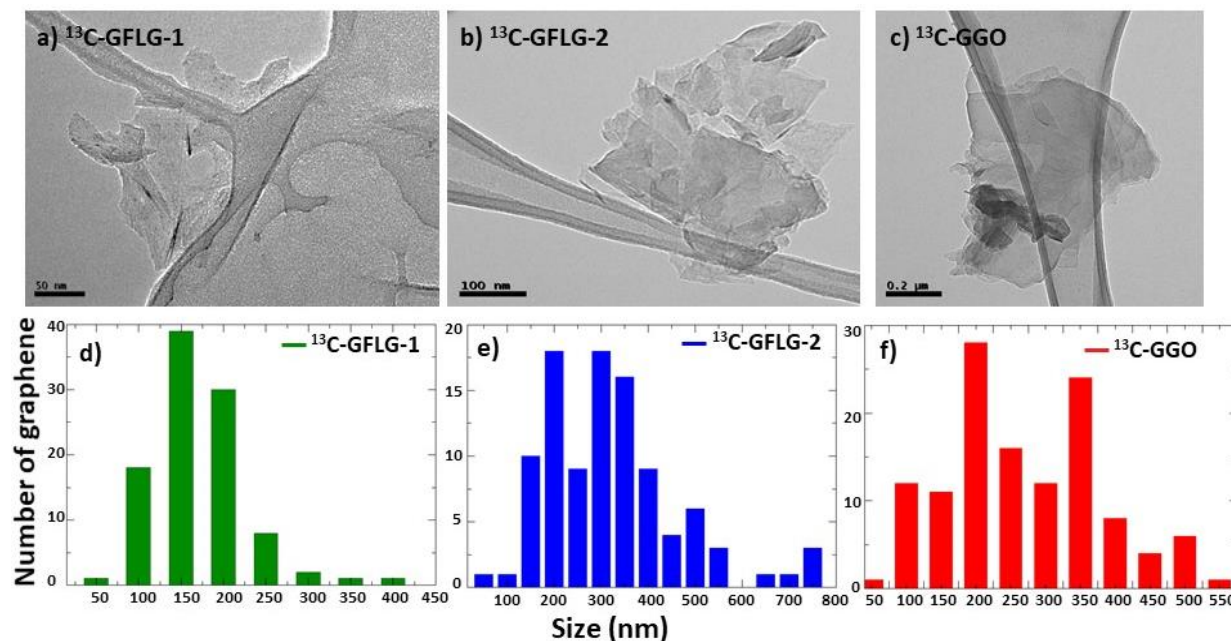 a) ¹³C-GFLG-1
b) ¹³C-GFLG-2
c) ¹³C-GGO
50 nm
100 nm
0.2 µm
d)
¹³C-GFLG-1
e)
¹³C-GFLG-2
f)
¹³C-GGO
Number of graphene
40
30
20
10
0
50 100 150 200 250 300 350 400 450
20
15
10
5
0
100 200 300 400 500 600 700 800
30
20
10
0
50 100 150 200 250 300 350 400 450 500 550
Size (nm)